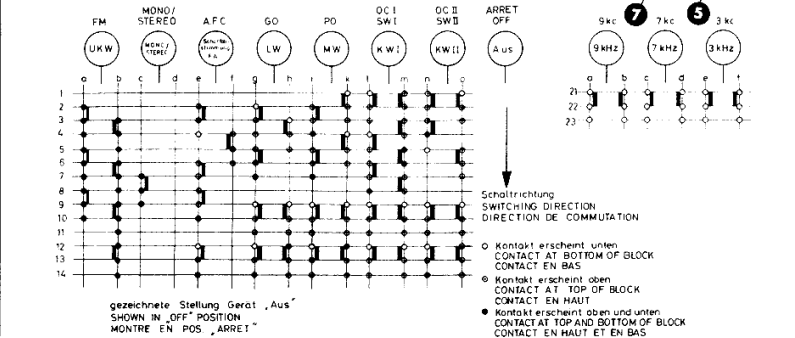 FM MONO/STEREO A.F.C GO PO OC I SW I OC II SW II ARRET OFF 9kc 7 7 kc 5 3 kc
UKW MONO/STEREO LW MW KW I KW II Aus 9kHz 7 kHz 3 kHz
a b c d e f g h i k l m n o a b c d e f
1 21
2 22
3 23
4
5
6
7
8
9
10
11
12
13
14
Schaltrichtung
SWITCHING DIRECTION
DIRECTION DE COMMUTATION
Kontakt erscheint unten
CONTACT AT BOTTOM OF BLOCK
CONTACT EN BAS
Kontakt erscheint oben
CONTACT AT TOP OF BLOCK
CONTACT EN HAUT
Kontakt erscheint oben und unten
CONTACT AT TOP AND BOTTOM OF BLOCK
CONTACT EN HAUT ET EN BAS
gezeichnete Stellung Gerät „Aus"
SHOWN IN „OFF" POSITION
MONTRE EN POS. „ARRET"